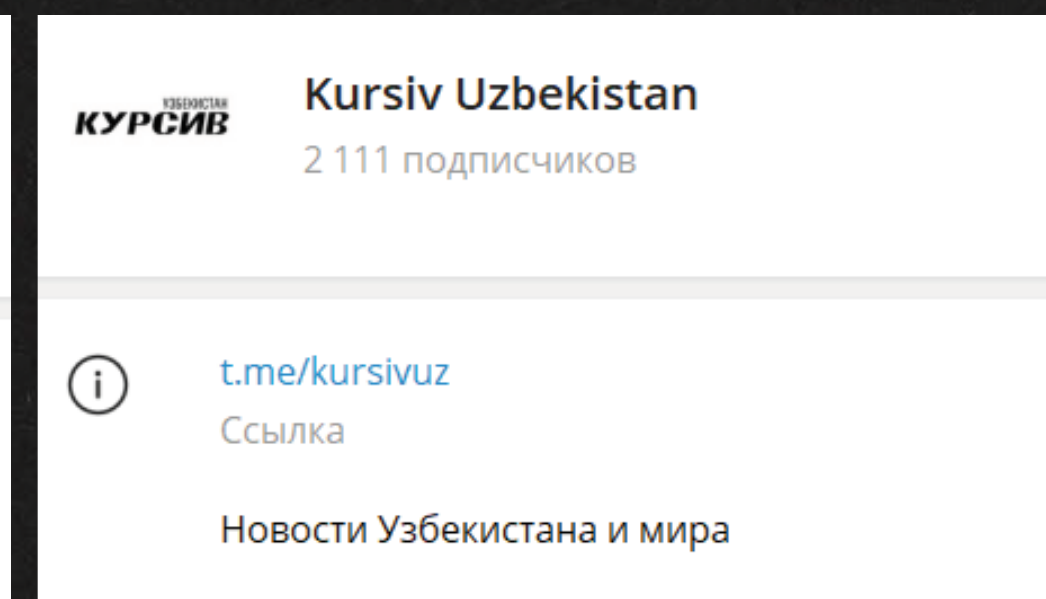 УЗБЕКИСТАН
КУРСИВ
Kursiv Uzbekistan
2 111 подписчиков
t.me/kursivuz
Ссылка
Новости Узбекистана и мира